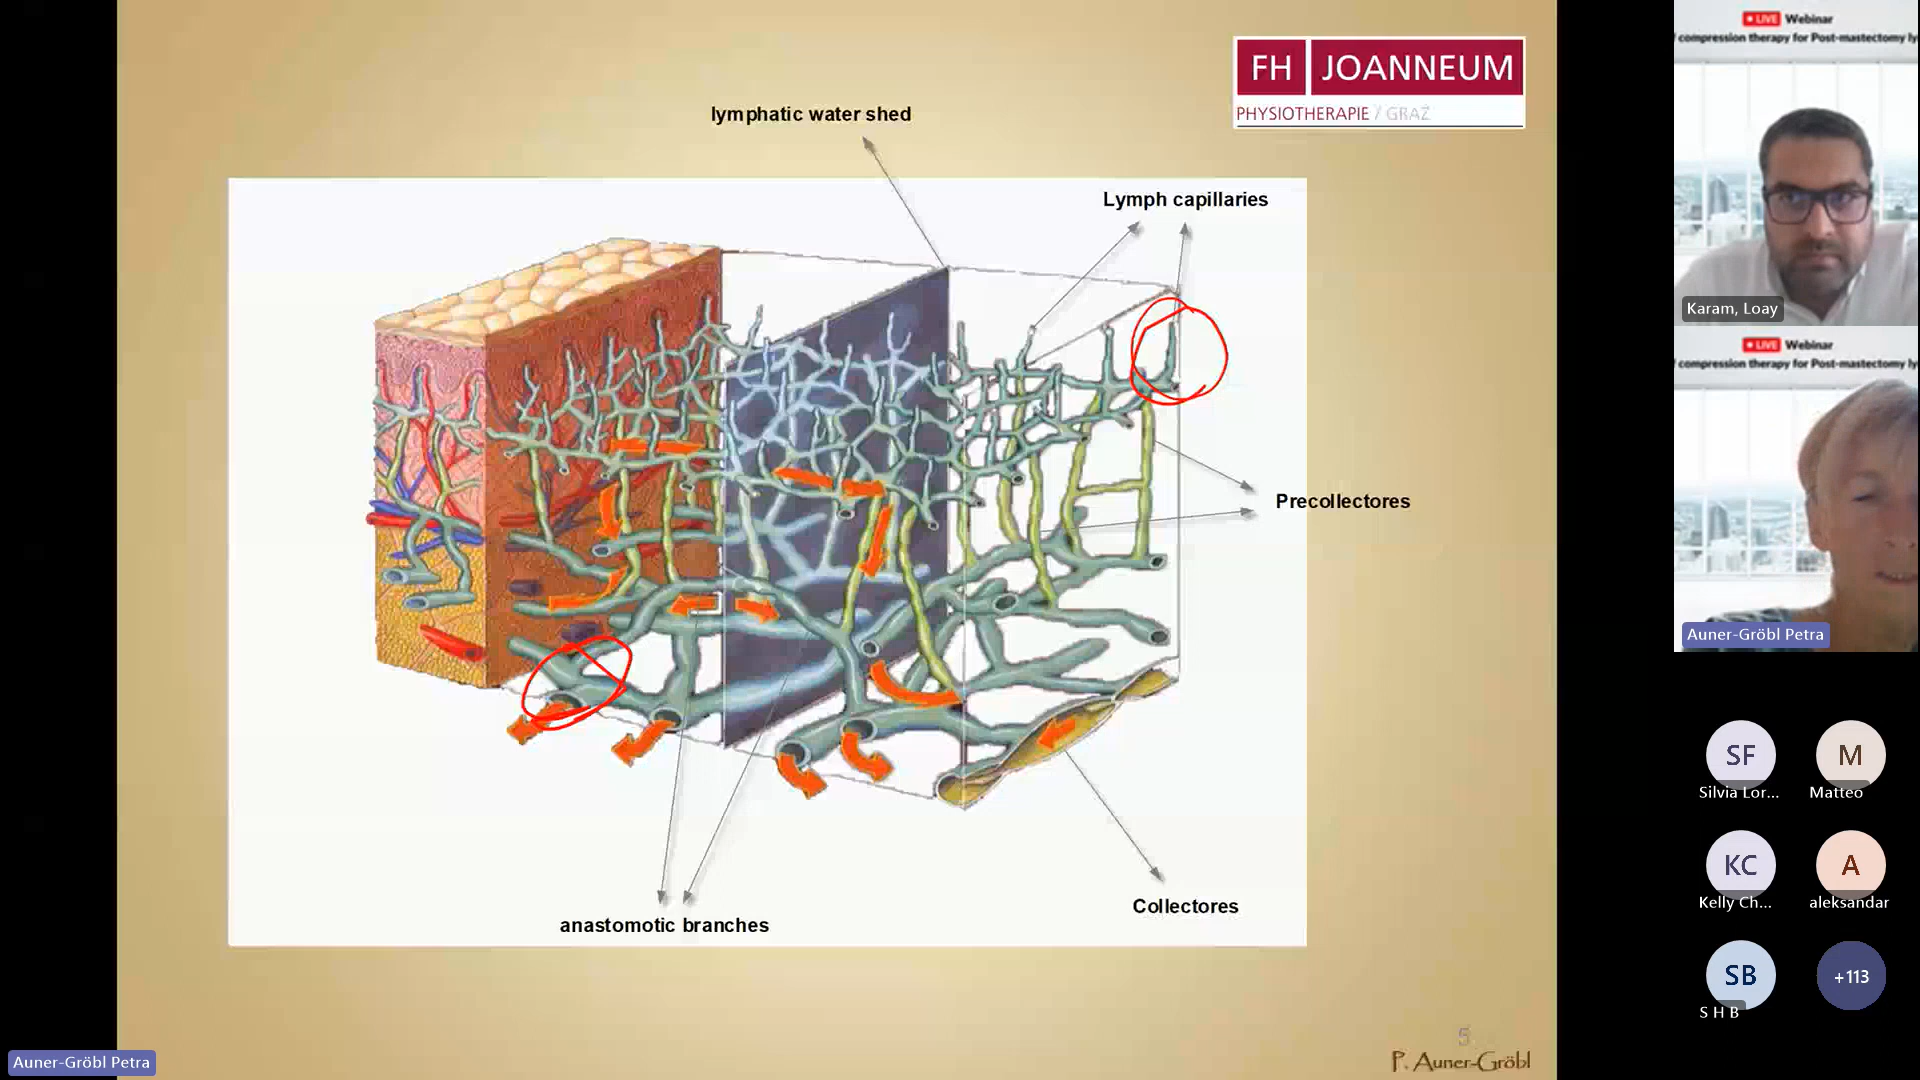 FH JOANNEUM
PHYSIOTHERAPIE / GRAZ
lymphatic water shed
Lymph capillaries
Precollectores
Collectores
anastomotic branches
5
P. Auner-Gröbl
Auner-Gröbl Petra
LIVE Webinar
compression therapy for Post-mastectomy ly
Karam, Loay
LIVE Webinar
compression therapy for Post-mastectomy ly
Auner-Gröbl Petra
SF
Silvia Lor...
M
Matteo
KC
Kelly Ch...
A
aleksandar
SB
S H B
+113